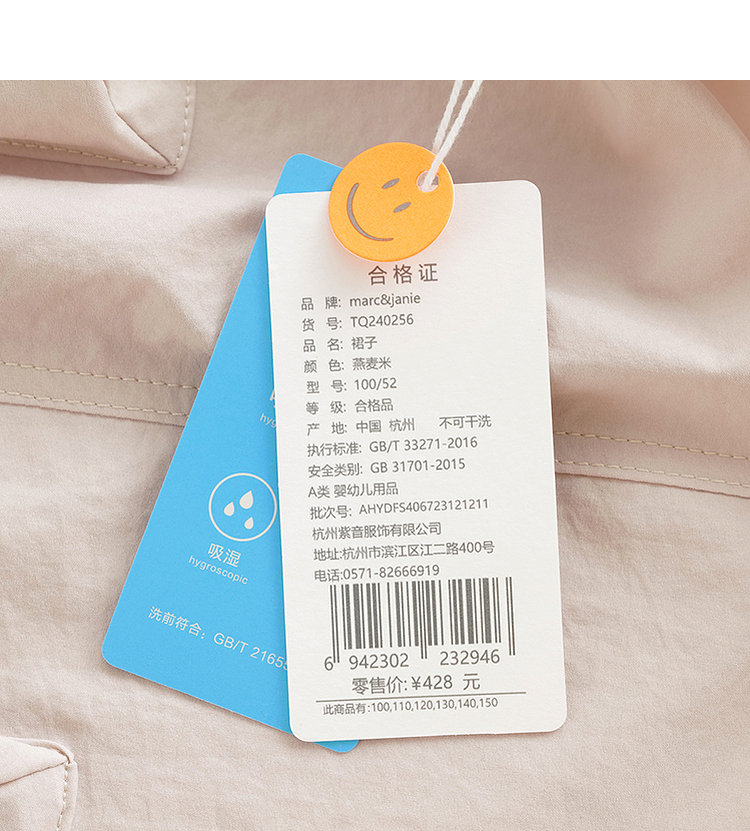 合格证
品 牌: marc&janie
货 号: TQ240256
品 名: 裙子
颜 色: 燕麦米
型 号: 100/52
等 级: 合格品
产 地: 中国 杭州 不可干洗
执行标准: GB/T 33271-2016
安全类别: GB 31701-2015
A类 婴幼儿用品
批次号: AHYDFS406723121211
杭州紫音服饰有限公司
地址:杭州市滨江区江二路400号
电话:0571-82666919
6 942302 232946
零售价:¥428 元
此商品有:100,110,120,130,140,150
吸湿
hygroscopic
洗前符合: GB/T 21655